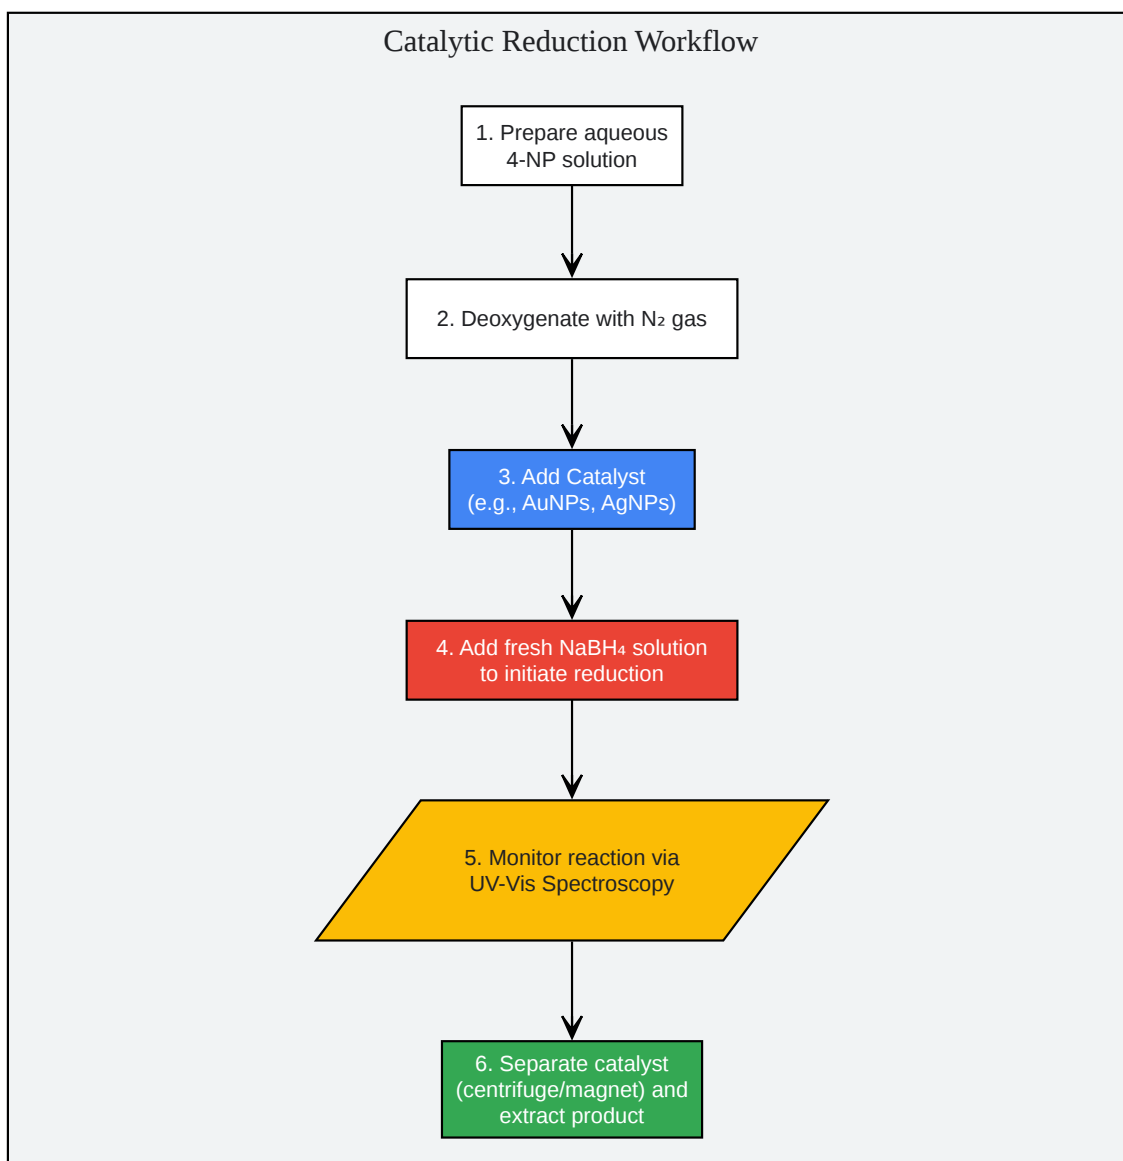 Catalytic Reduction Workflow
1. Prepare aqueous
4-NP solution
2. Deoxygenate with N₂ gas
3. Add Catalyst
(e.g., AuNPs, AgNPs)
4. Add fresh NaBH₄ solution
to initiate reduction
5. Monitor reaction via
UV-Vis Spectroscopy
6. Separate catalyst
(centrifuge/magnet) and
extract product